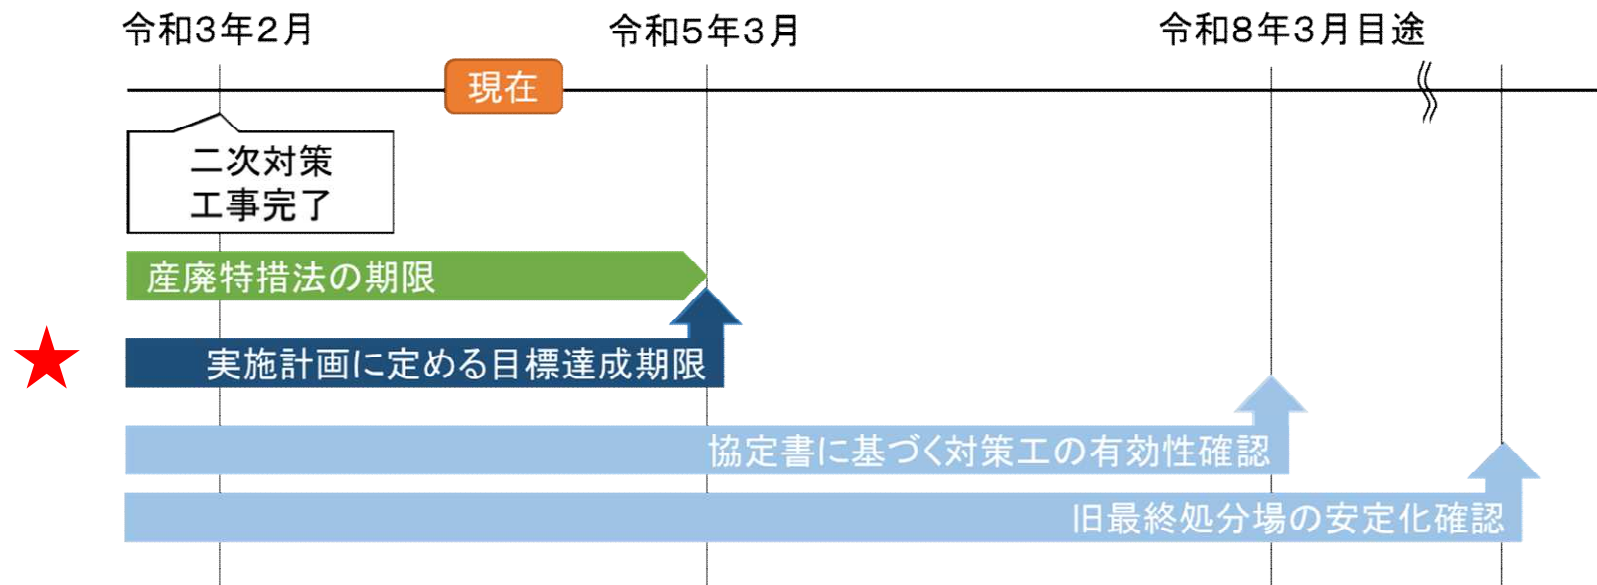 令和3年2月
令和5年3月
令和8年3月目途
現在
二次対策
工事完了
産廃特措法の期限
実施計画に定める目標達成期限
協定書に基づく対策工の有効性確認
旧最終処分場の安定化確認